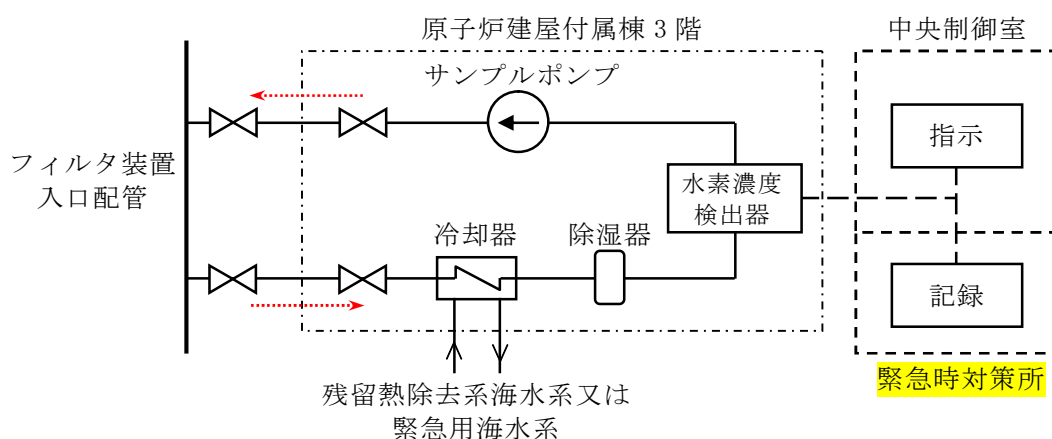 原子炉建屋付属棟 3 階
中央制御室
サンプルポンプ
指示
フィルタ装置
入口配管
水素濃度
検出器
冷却器
除湿器
記録
緊急時対策所
残留熱除去系海水系又は
緊急用海水系